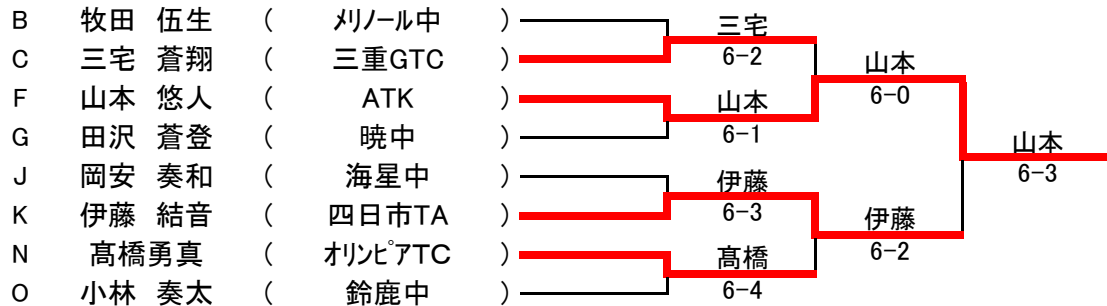 B 牧田 伍生 ( メリノール中 )
三宅
C 三宅 蒼翔 ( 三重GTC )
6-2
山本
F 山本 悠人 ( ATK )
山本
6-0
G 田沢 蒼登 ( 暁中 )
6-1
山本
J 岡安 奏和 ( 海星中 )
伊藤
6-3
K 伊藤 結音 ( 四日市TA )
6-3
伊藤
N 髙橋勇真 ( オリンピアTC )
髙橋
6-2
O 小林 奏太 ( 鈴鹿中 )
6-4